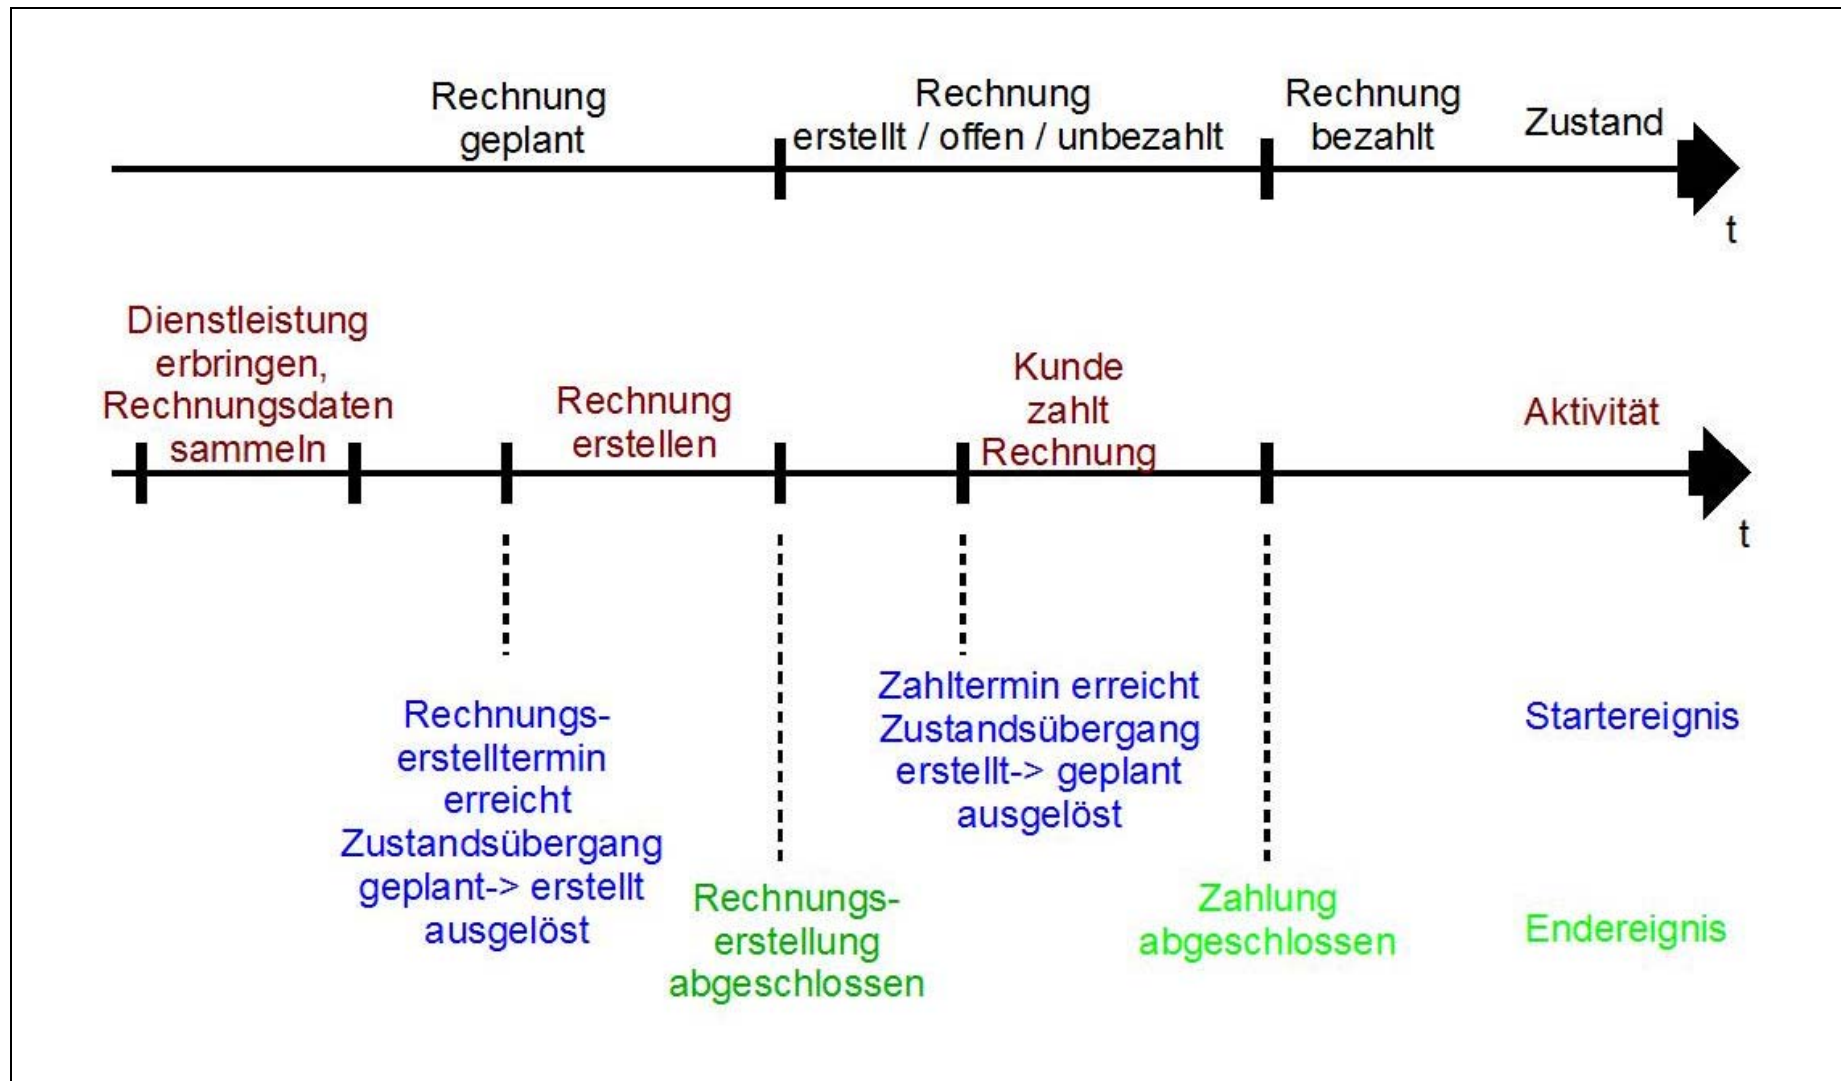 Rechnung
geplant
Rechnung
erstellt / offen / unbezahlt
Rechnung
bezahlt
Zustand
t
Dienstleistung
erbringen,
Rechnungsdaten
sammeln
Rechnung
erstellen
Kunde
zahlt
Rechnung
Aktivität
t
Rechnungs-
erstelltermin
erreicht
Zustandsübergang
geplant-> erstellt
ausgelöst
Zahltermin erreicht
Zustandsübergang
erstellt-> geplant
ausgelöst
Startereignis
Rechnungs-
erstellung
abgeschlossen
Zahlung
abgeschlossen
Endereignis